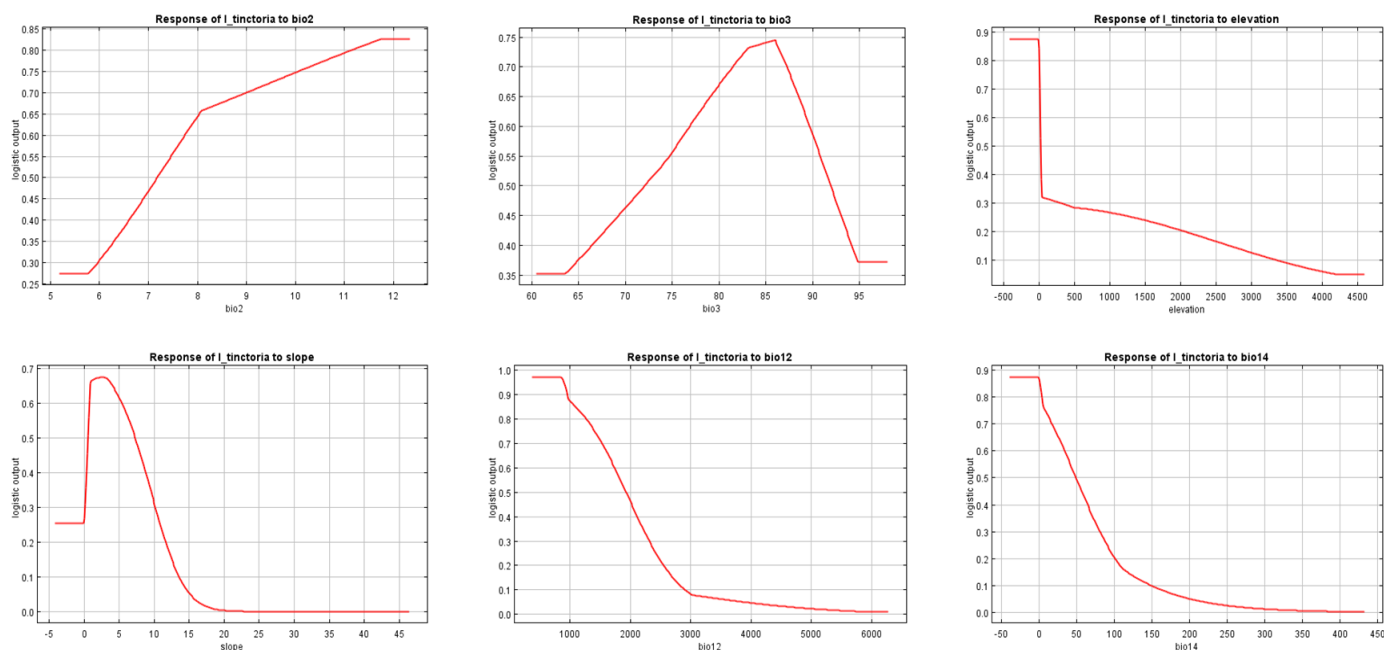 Response of I_tinctoria to bio2
0.85
0.80
0.75
0.70
0.65
0.60
0.55
0.50
0.45
0.40
0.35
0.30
0.25
logistic output
5 6 7 8 9 10 11 12
bio2
Response of I_tinctoria to bio3
0.75
0.70
0.65
0.60
0.55
0.50
0.45
0.40
0.35
logistic output
60 65 70 75 80 85 90 95
bio3
Response of I_tinctoria to elevation
0.9
0.8
0.7
0.6
0.5
0.4
0.3
0.2
0.1
logistic output
-500 0 500 1000 1500 2000 2500 3000 3500 4000 4500
elevation
Response of I_tinctoria to slope
0.7
0.6
0.5
0.4
0.3
0.2
0.1
0.0
logistic output
-5 0 5 10 15 20 25 30 35 40 45
slope
Response of I_tinctoria to bio12
1.0
0.9
0.8
0.7
0.6
0.5
0.4
0.3
0.2
0.1
0.0
logistic output
1000 2000 3000 4000 5000 6000
bio12
Response of I_tinctoria to bio14
0.9
0.8
0.7
0.6
0.5
0.4
0.3
0.2
0.1
0.0
logistic output
-50 0 50 100 150 200 250 300 350 400 450
bio14